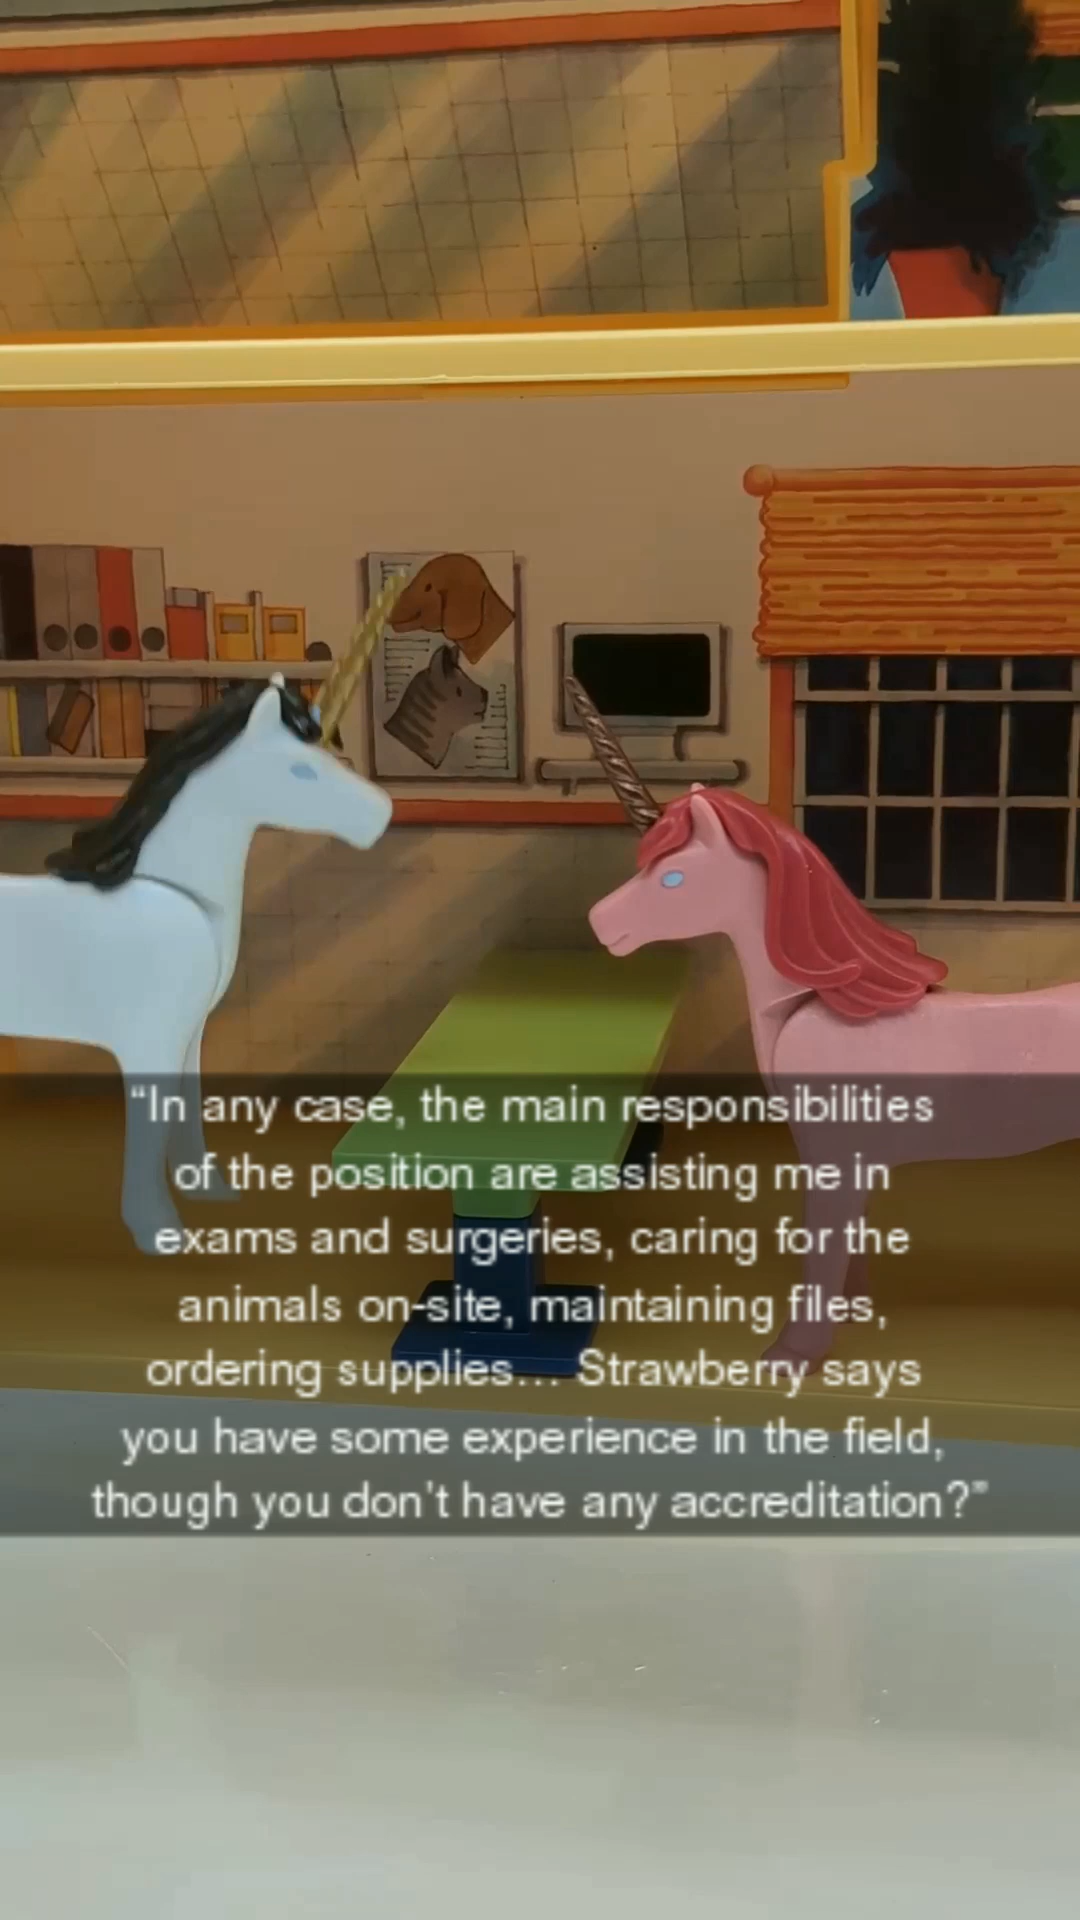 “In any case, the main responsibilities
of the position are assisting me in
exams and surgeries, caring for the
animals on-site, maintaining files,
ordering supplies... Strawberry says
you have some experience in the field,
though you don't have any accreditation?”